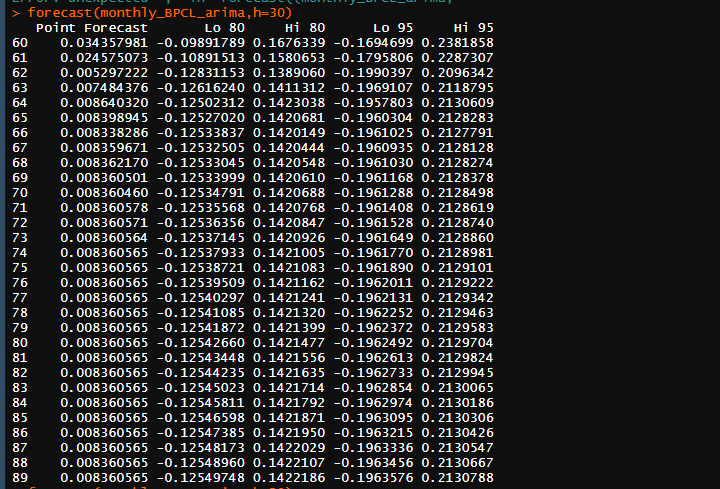 > forecast(monthly_BPCL_arima,h=30)
Point Forecast Lo 80 Hi 80 Lo 95 Hi 95
60 0.034357981 -0.09891789 0.1676339 -0.1694699 0.2381858
61 0.024575073 -0.10891513 0.1580653 -0.1795806 0.2287307
62 0.005297222 -0.12831153 0.1389060 -0.1990397 0.2096342
63 0.007484376 -0.12616240 0.1411312 -0.1969107 0.2118795
64 0.008640320 -0.12502312 0.1423038 -0.1957803 0.2130609
65 0.008398945 -0.12527020 0.1420681 -0.1960304 0.2128283
66 0.008338286 -0.12533837 0.1420149 -0.1961025 0.2127791
67 0.008359671 -0.12532505 0.1420444 -0.1960935 0.2128128
68 0.008362170 -0.12533045 0.1420548 -0.1961030 0.2128274
69 0.008360501 -0.12533999 0.1420610 -0.1961168 0.2128378
70 0.008360460 -0.12534791 0.1420688 -0.1961288 0.2128498
71 0.008360578 -0.12535568 0.1420768 -0.1961408 0.2128619
72 0.008360571 -0.12536356 0.1420847 -0.1961528 0.2128740
73 0.008360564 -0.12537145 0.1420926 -0.1961649 0.2128860
74 0.008360565 -0.12537933 0.1421005 -0.1961770 0.2128981
75 0.008360565 -0.12538721 0.1421083 -0.1961890 0.2129101
76 0.008360565 -0.12539509 0.1421162 -0.1962011 0.2129222
77 0.008360565 -0.12540297 0.1421241 -0.1962131 0.2129342
78 0.008360565 -0.12541085 0.1421320 -0.1962252 0.2129463
79 0.008360565 -0.12541872 0.1421399 -0.1962372 0.2129583
80 0.008360565 -0.12542660 0.1421477 -0.1962492 0.2129704
81 0.008360565 -0.12543448 0.1421556 -0.1962613 0.2129824
82 0.008360565 -0.12544235 0.1421635 -0.1962733 0.2129945
83 0.008360565 -0.12545023 0.1421714 -0.1962854 0.2130065
84 0.008360565 -0.12545811 0.1421792 -0.1962974 0.2130186
85 0.008360565 -0.12546598 0.1421871 -0.1963095 0.2130306
86 0.008360565 -0.12547385 0.1421950 -0.1963215 0.2130426
87 0.008360565 -0.12548173 0.1422029 -0.1963336 0.2130547
88 0.008360565 -0.12548960 0.1422107 -0.1963456 0.2130667
89 0.008360565 -0.12549748 0.1422186 -0.1963576 0.2130788